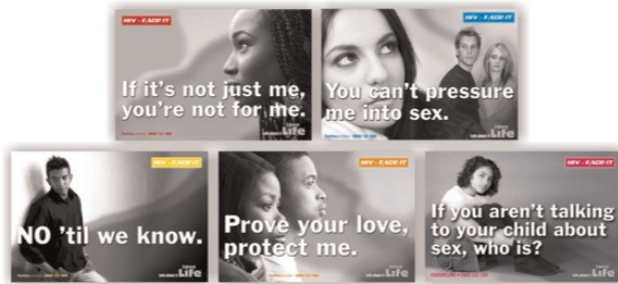 HIV - FACE IT
If it's not just me,
you're not for me.
Life
HIV - FACE IT
You can't pressure
me into sex.
Life
HIV - FACE IT
NO 'til we know.
Life
HIV - FACE IT
Prove your love,
protect me.
Life
HIV - FACE IT
If you aren't talking
to your child about
sex, who is?
Life